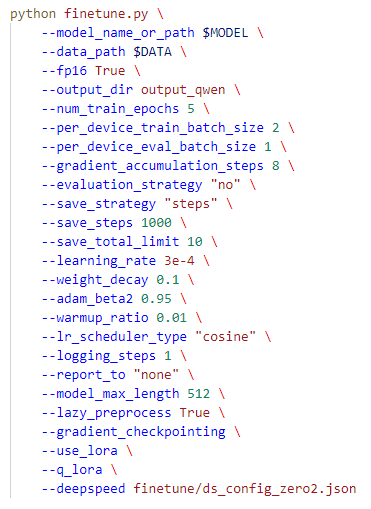 python finetune.py \
--model_name_or_path $MODEL \
--data_path $DATA \
--fp16 True \
--output_dir output_qwen \
--num_train_epochs 5 \
--per_device_train_batch_size 2 \
--per_device_eval_batch_size 1 \
--gradient_accumulation_steps 8 \
--evaluation_strategy "no" \
--save_strategy "steps" \
--save_steps 1000 \
--save_total_limit 10 \
--learning_rate 3e-4 \
--weight_decay 0.1 \
--adam_beta2 0.95 \
--warmup_ratio 0.01 \
--lr_scheduler_type "cosine" \
--logging_steps 1 \
--report_to "none" \
--model_max_length 512 \
--lazy_preprocess True \
--gradient_checkpointing \
--use_lora \
--q_lora \
--deepspeed finetune/ds_config_zero2.json